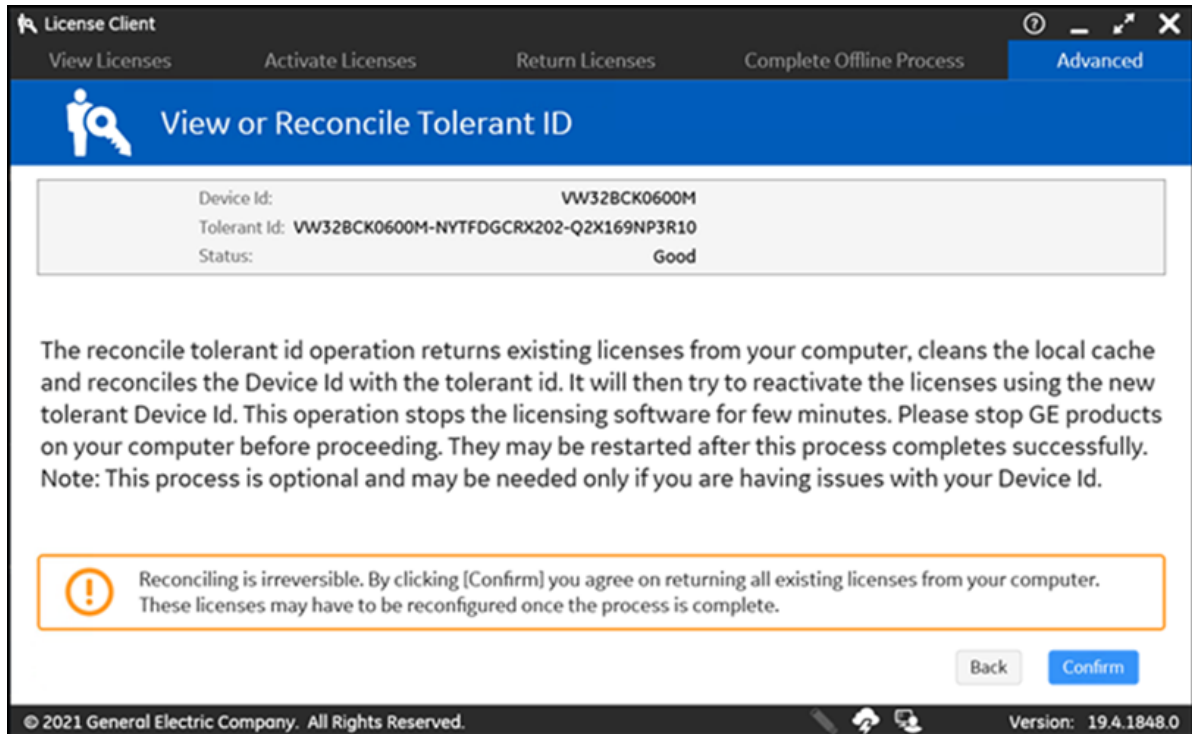 License Client
View Licenses Activate Licenses Return Licenses Complete Offline Process Advanced
View or Reconcile Tolerant ID
Device Id: VW32BCK0600M
Tolerant Id: VW32BCK0600M-NYTFDGCRX202-Q2X169NP3R10
Status: Good
The reconcile tolerant id operation returns existing licenses from your computer, cleans the local cache
and reconciles the Device Id with the tolerant id. It will then try to reactivate the licenses using the new
tolerant Device Id. This operation stops the licensing software for few minutes. Please stop GE products
on your computer before proceeding. They may be restarted after this process completes successfully.
Note: This process is optional and may be needed only if you are having issues with your Device Id.
Reconciling is irreversible. By clicking [Confirm] you agree on returning all existing licenses from your computer.
These licenses may have to be reconfigured once the process is complete.
Back Confirm
© 2021 General Electric Company. All Rights Reserved. Version: 19.4.1848.0